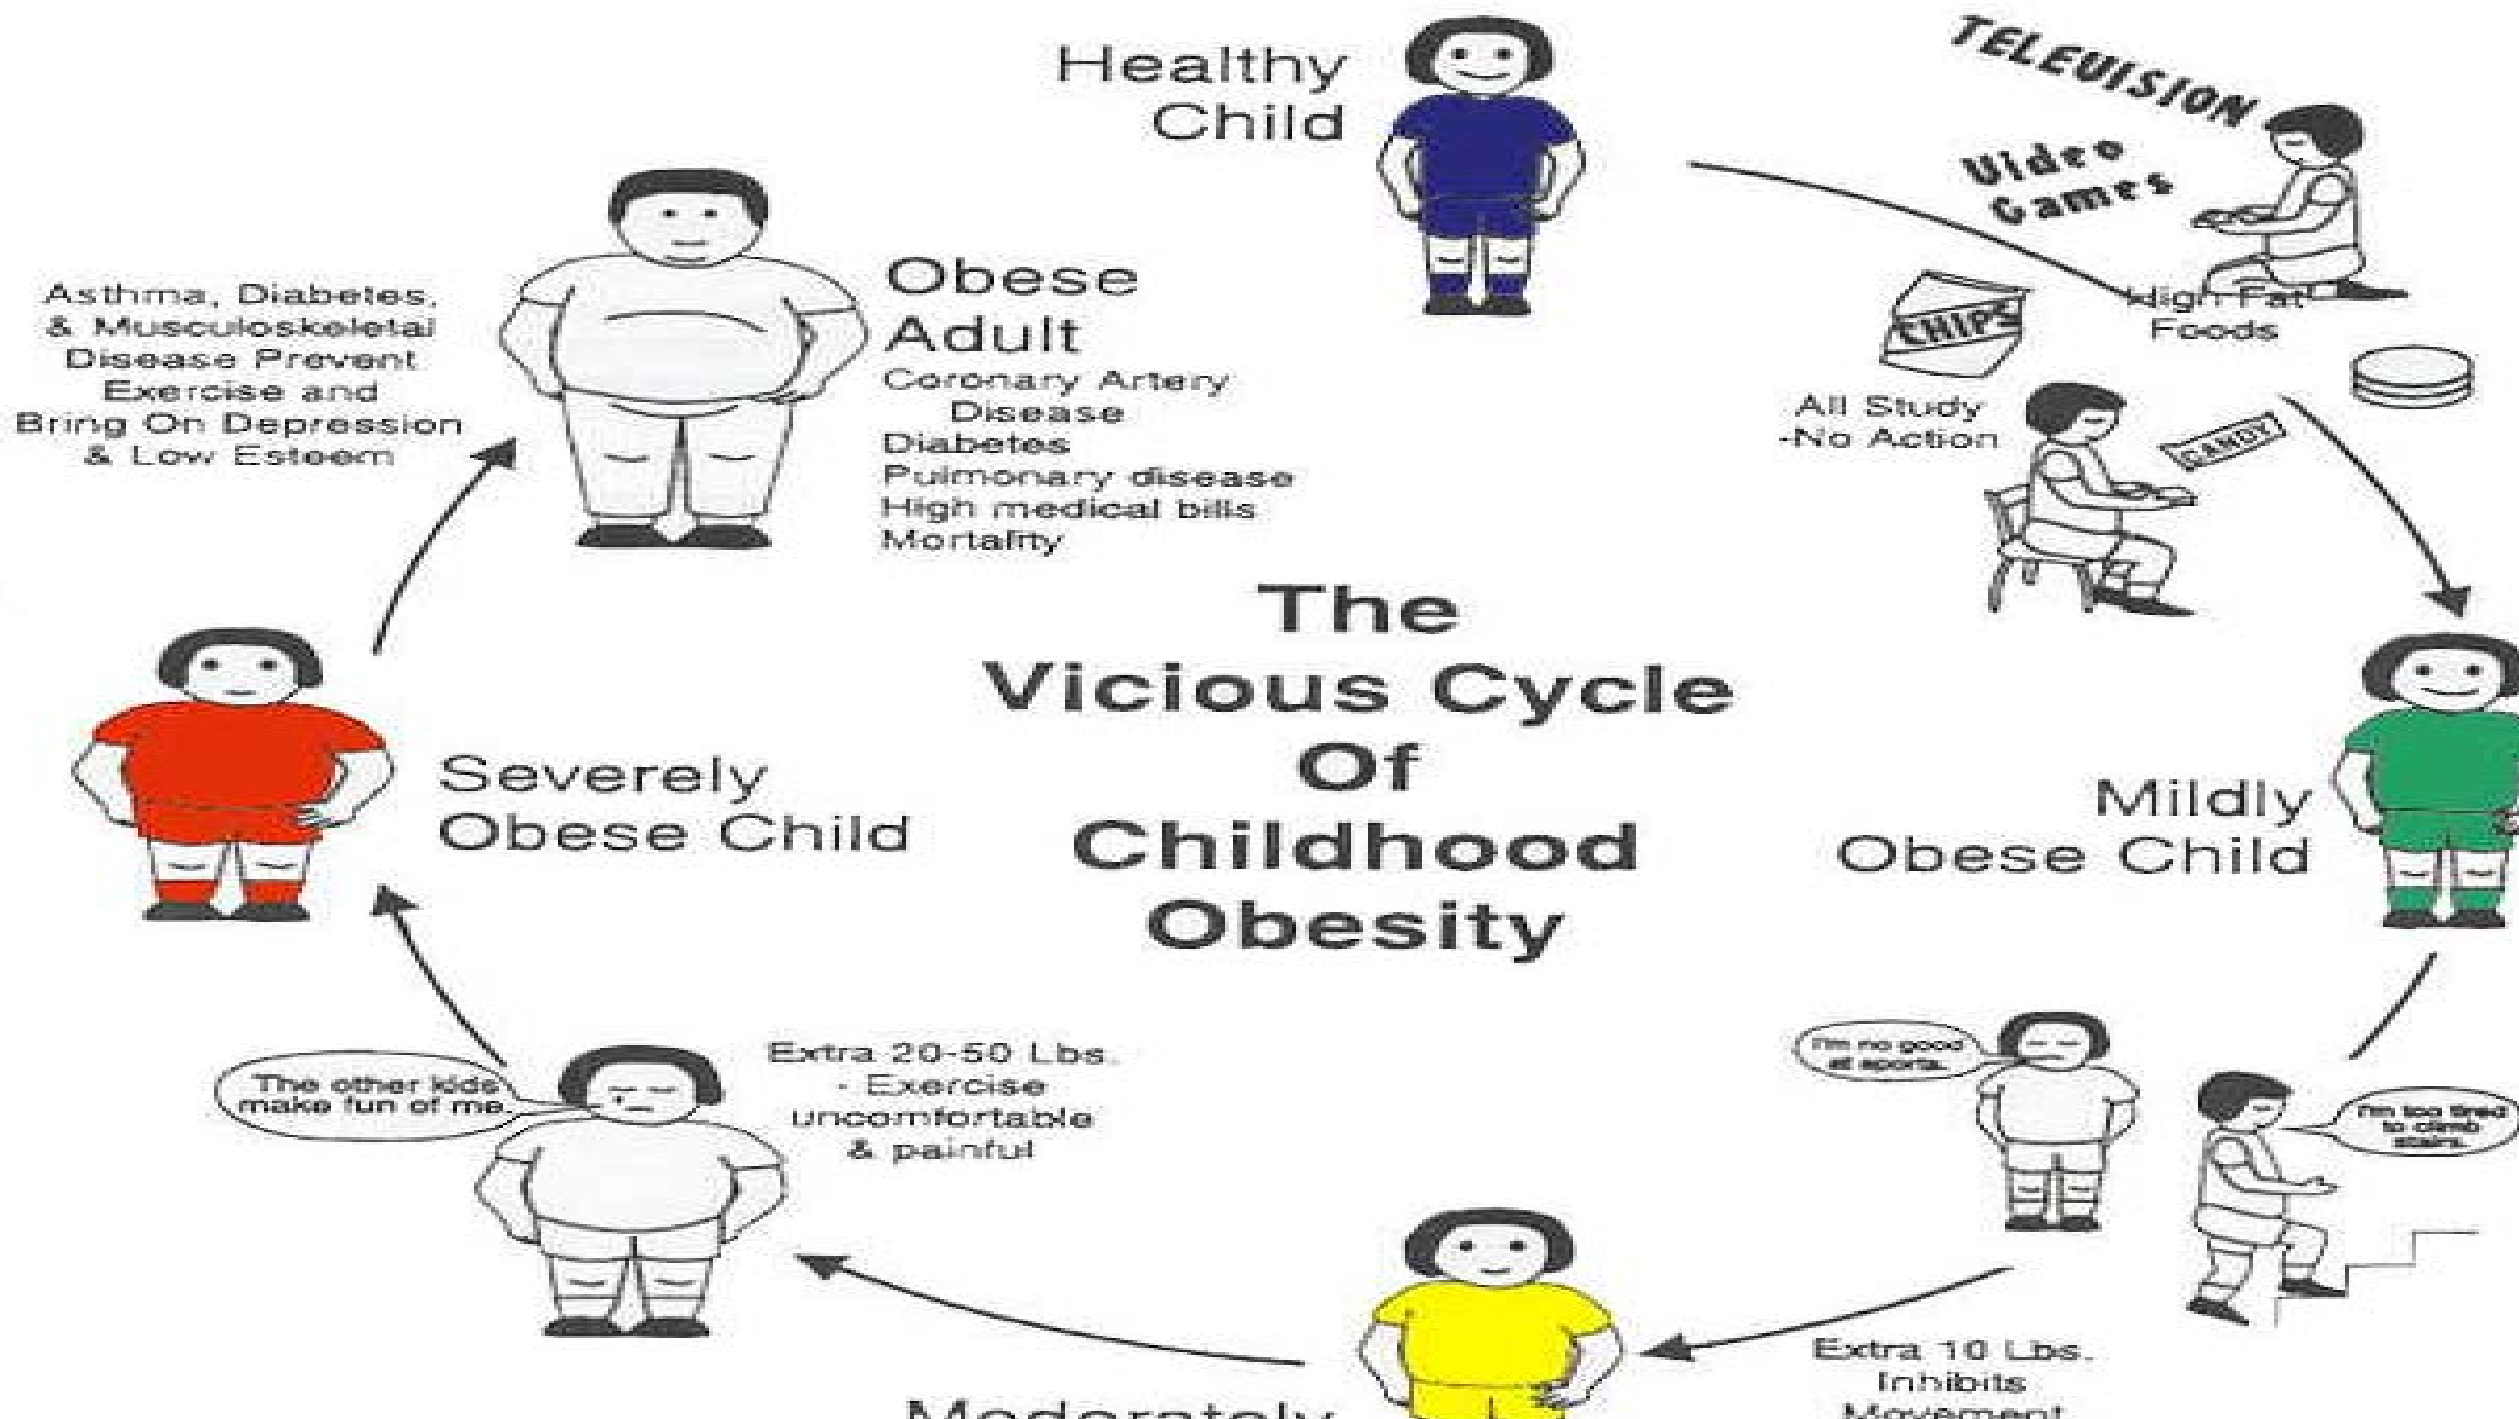 Healthy
Child
TELEVISION
Video
Games
High Fat
Foods
CHIPS
All Study
-No Action
CANDY
Mildly
Obese Child
I'm no good
at sports.
I'm too tired
to climb
stairs.
Extra 10 Lbs.
Inhibits
Movement
Moderately
Extra 20-50 Lbs.
- Exercise
uncomfortable
& painful
The other kids
make fun of me.
Severely
Obese Child
Asthma, Diabetes,
& Musculoskeletal
Disease Prevent
Exercise and
Bring On Depression
& Low Esteem
Obese
Adult
Coronary Artery
Disease
Diabetes
Pulmonary disease
High medical bills
Mortality
The
Vicious Cycle
Of
Childhood
Obesity